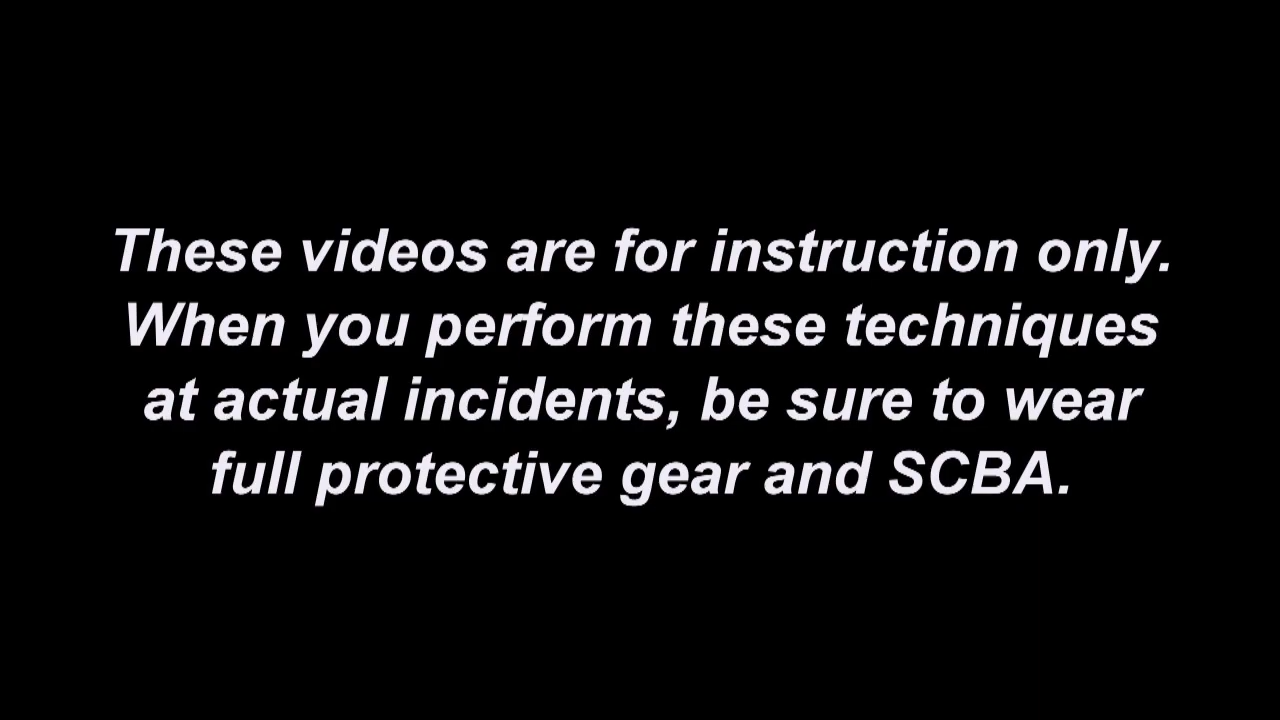 These videos are for instruction only.
When you perform these techniques
at actual incidents, be sure to wear
full protective gear and SCBA.